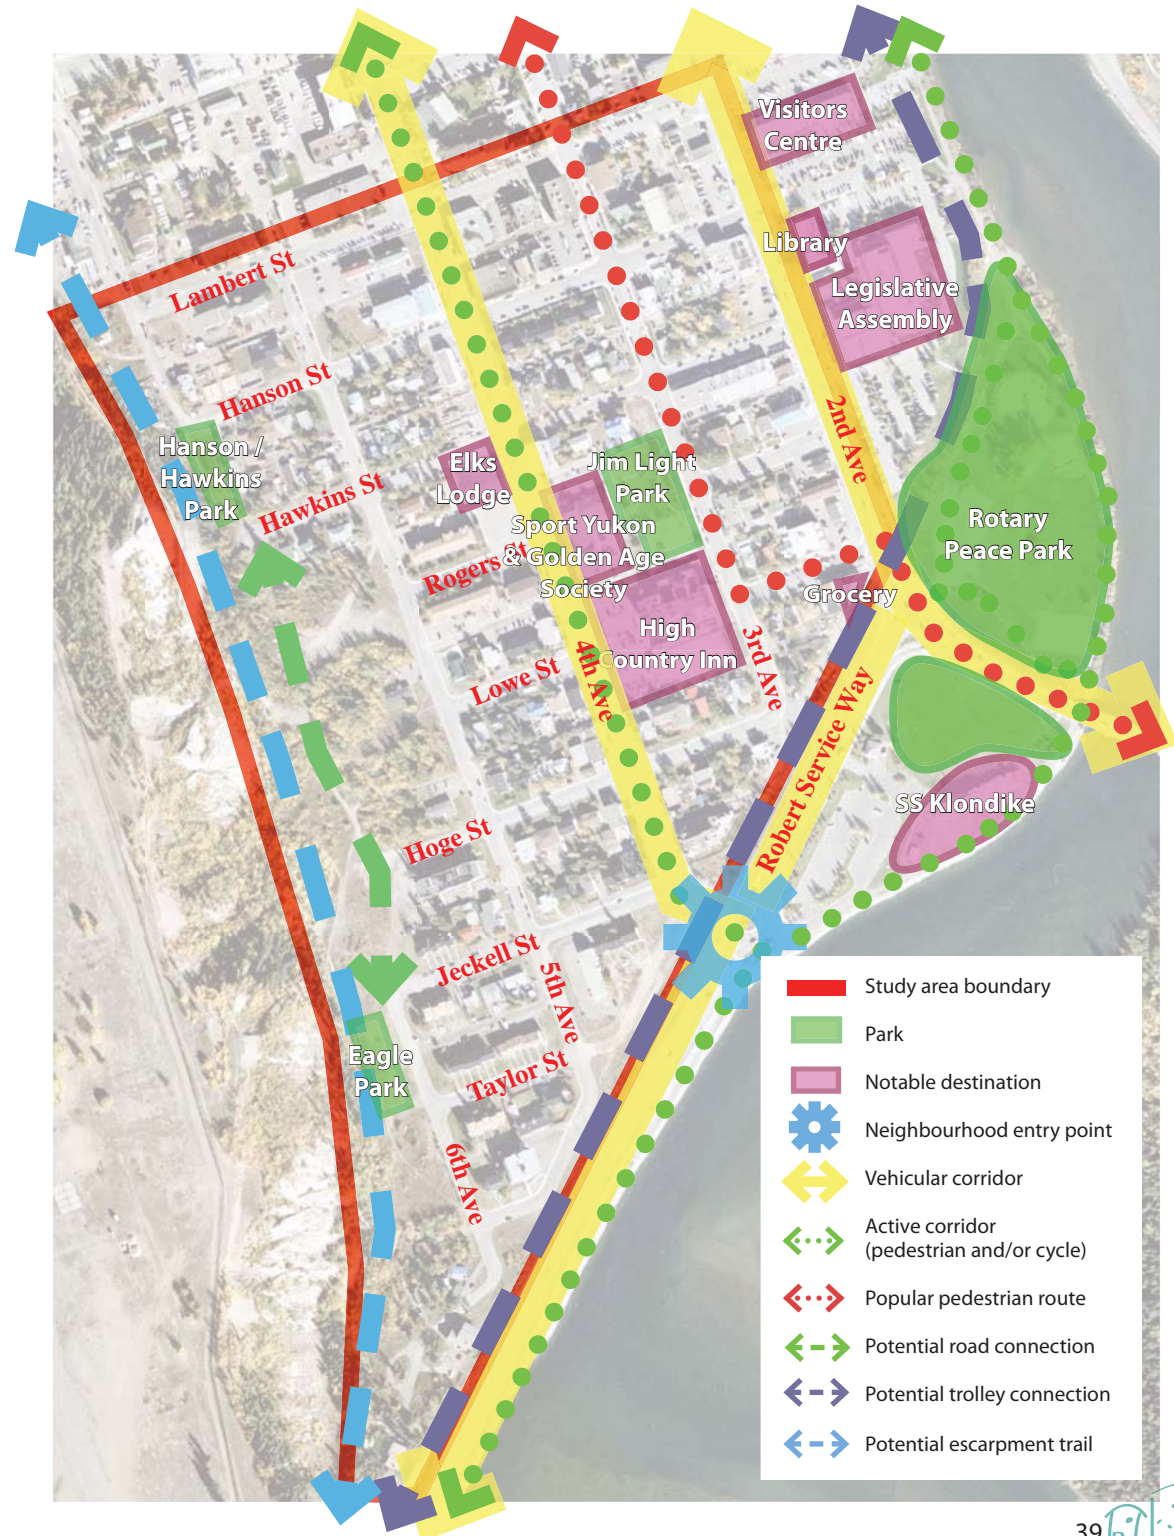 Visitors
Centre
Library
Legislative
Assembly
Lambert St
Hanson St
Hanson /
Hawkins
Park
Hawkins St
Elks
Lodge
Jim Light
Park
2nd Ave
Sport Yukon
& Golden Age
Society
Rogers St
Rotary
Peace Park
Grocery
High
Country Inn
Lowe St
4th Ave
3rd Ave
Robert Service Way
SS Klondike
Hoge St
Jeckell St
5th Ave
Eagle
Park
Taylor St
6th Ave
Study area boundary
Park
Notable destination
Neighbourhood entry point
Vehicular corridor
Active corridor
(pedestrian and/or cycle)
Popular pedestrian route
Potential road connection
Potential trolley connection
Potential escarpment trail
39